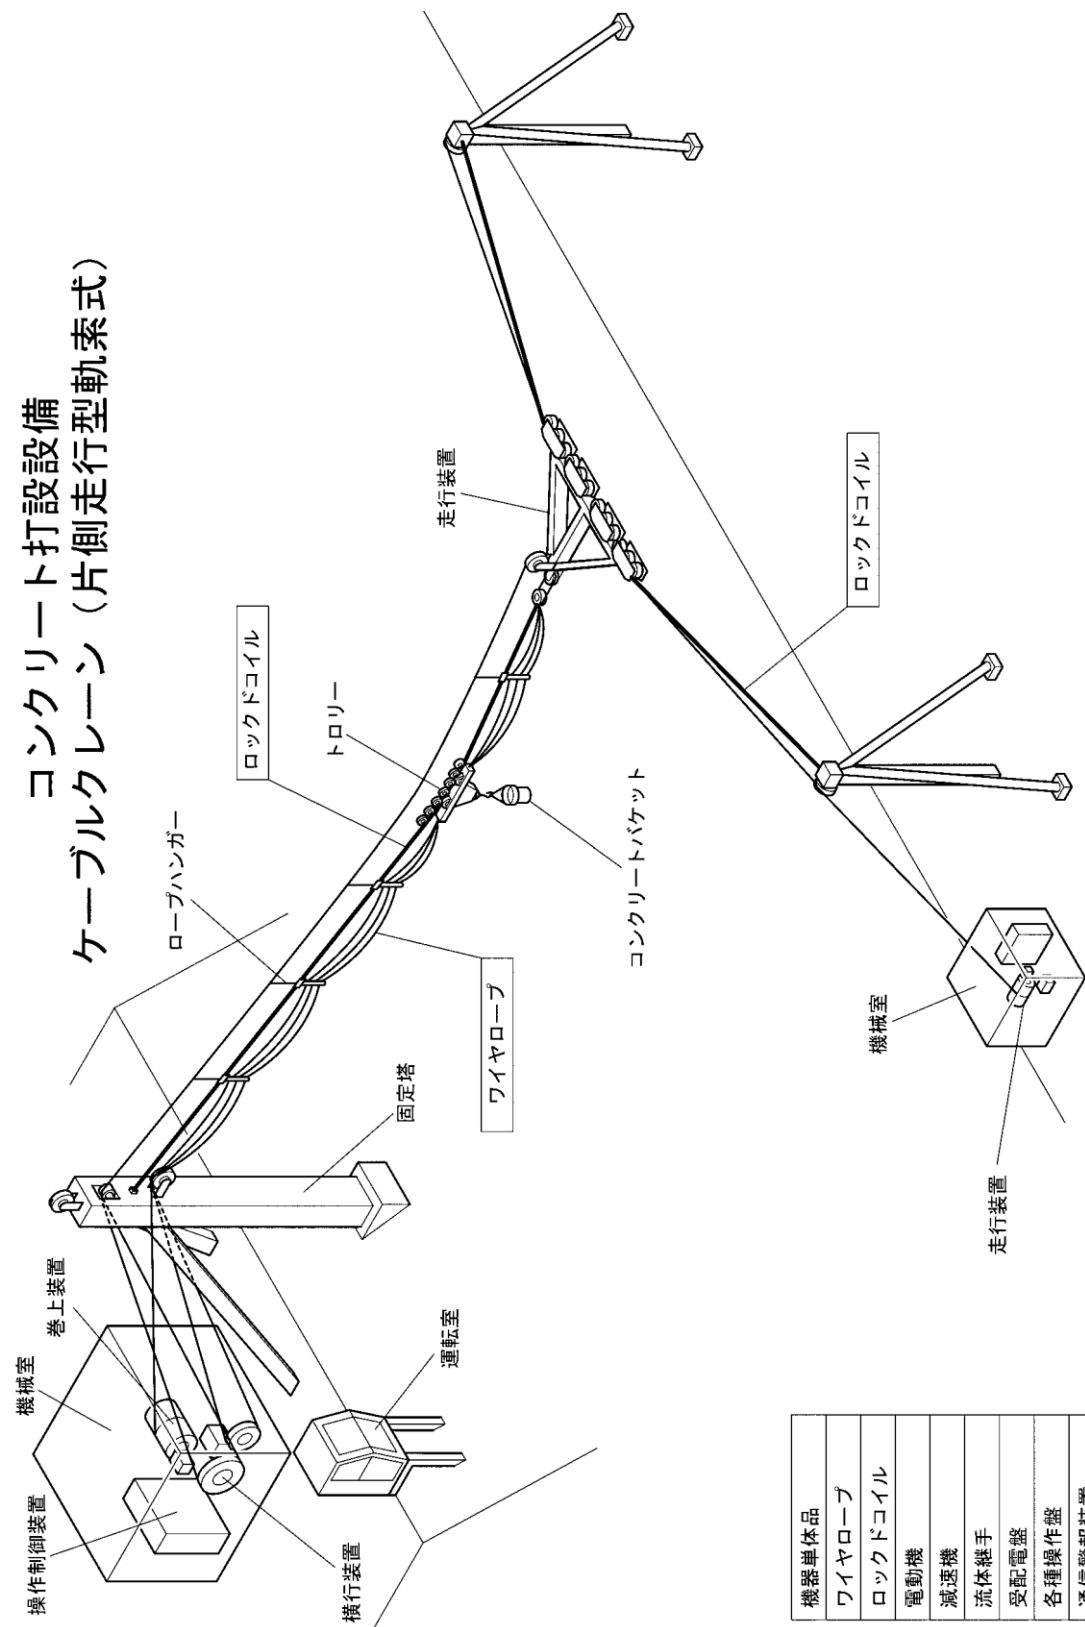 コンクリート打設設備
ケーブルクレーン（片側走行型軌索式）
操作制御装置
機械室
巻上装置
横行装置
運転室
固定塔
ロープハンガー
ワイヤロープ
ロックドコイル
トロリー
コンクリートバケット
走行装置
ロックドコイル
機械室
走行装置
機器単体品
ワイヤロープ
ロックドコイル
電動機
減速機
流体継手
受配電盤
各種操作盤
通信警報装置